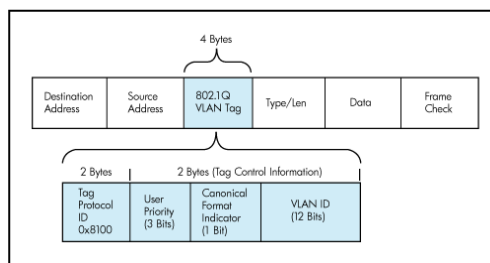 4 Bytes
Destination
Address
Source
Address
802.1Q
VLAN Tag
Type/Len
Data
Frame
Check
2 Bytes
2 Bytes (Tag Control Information)
Tag
Protocol
ID
0x8100
User
Priority
(3 Bits)
Canonical
Format
Indicator
(1 Bit)
VLAN ID
(12 Bits)